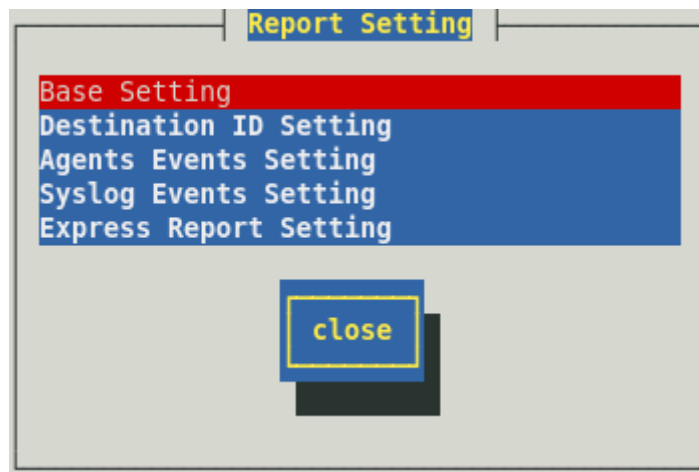 Report Setting
Base Setting
Destination ID Setting
Agents Events Setting
Syslog Events Setting
Express Report Setting
close